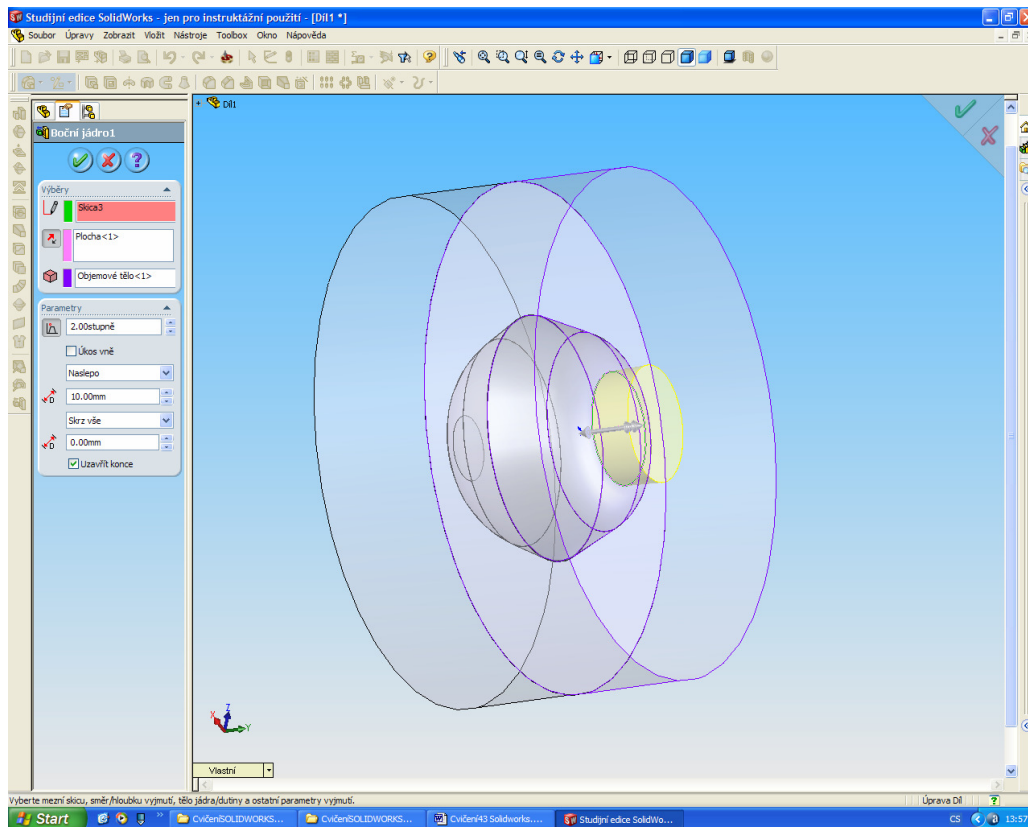 Studijní edice SolidWorks - jen pro instruktážní použití - [Díl1 *]
Soubor Úpravy Zobrazit Vložit Nástroje Toolbox Okno Nápověda
Díl1
Boční jádro1
Výběry
Skica3
Plocha<1>
Objemové tělo<1>
Parametry
2.00stupně
Úkos vně
Naslepo
10.00mm
Skrz vše
0.00mm
Uzavřít konce
X Z Y
Vlastní
Vyberte mezní skicu, směr/hloubku vyjmutí, tělo jádra/dutiny a ostatní parametry vyjmutí.
Úprava Díl
Start
CvičeníSOLIDWORKS...
CvičeníSOLIDWORKS...
Cvičení43 Solidworks....
Studijní edice SolidWo...
CS
13:57